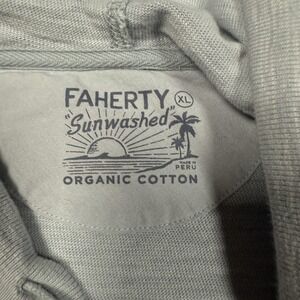 FAHERTY XL
"Sunwashed"
MADE IN
PERU
ORGANIC COTTON